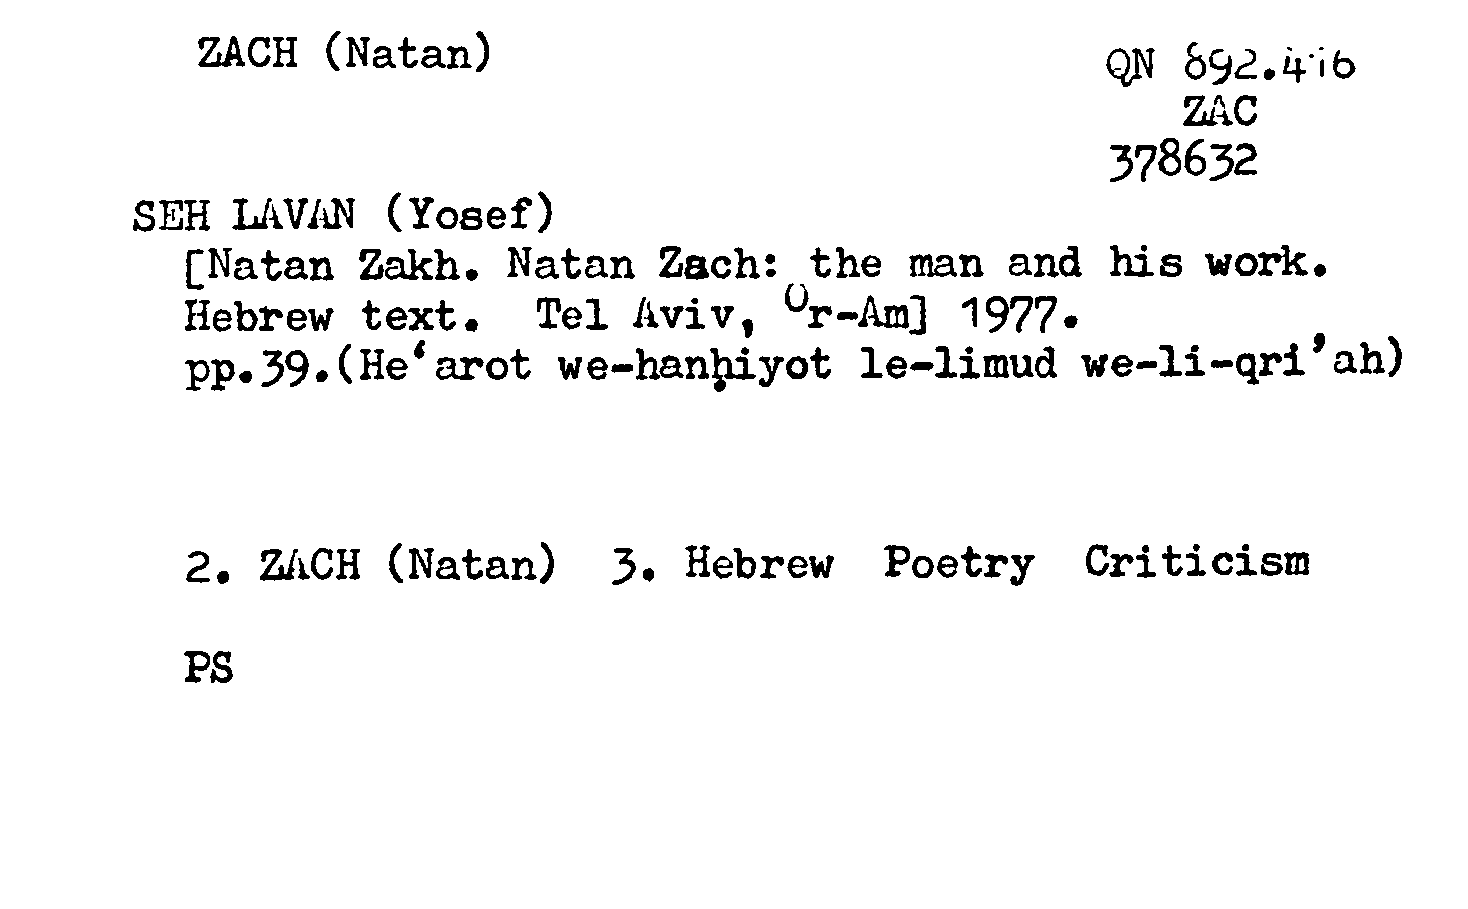 ZACH (Natan)
QN 892.416
ZAC
378632
SEH LAVAN (Yosef)
[Natan Zakh. Natan Zach: the man and his work.
Hebrew text. Tel Aviv, Or-Am] 1977.
pp.39.(He‘arot we-hanḥiyot le-limud we-li-qri’ah)
2. ZACH (Natan) 3. Hebrew Poetry Criticism
PS